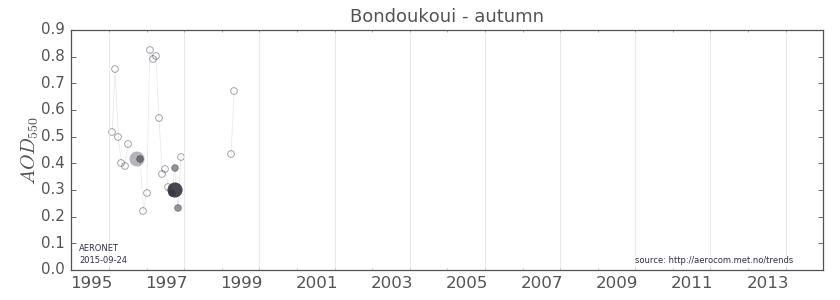 Bondoukoui - autumn
0.9
0.8
0.7
0.6
0.5
0.4
0.3
0.2
0.1
0.0
AOD550
AERONET
2015-09-24
source: http://aerocom.met.no/trends
1995 1997 1999 2001 2003 2005 2007 2009 2011 2013